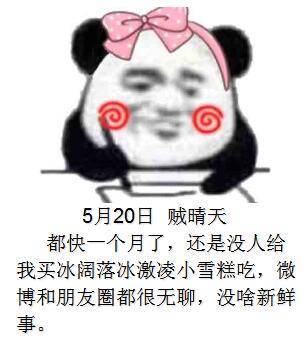 5月20日 贼晴天
都快一个月了，还是没人给
我买冰阔落冰激凌小雪糕吃，微
博和朋友圈都很无聊，没啥新鲜
事。